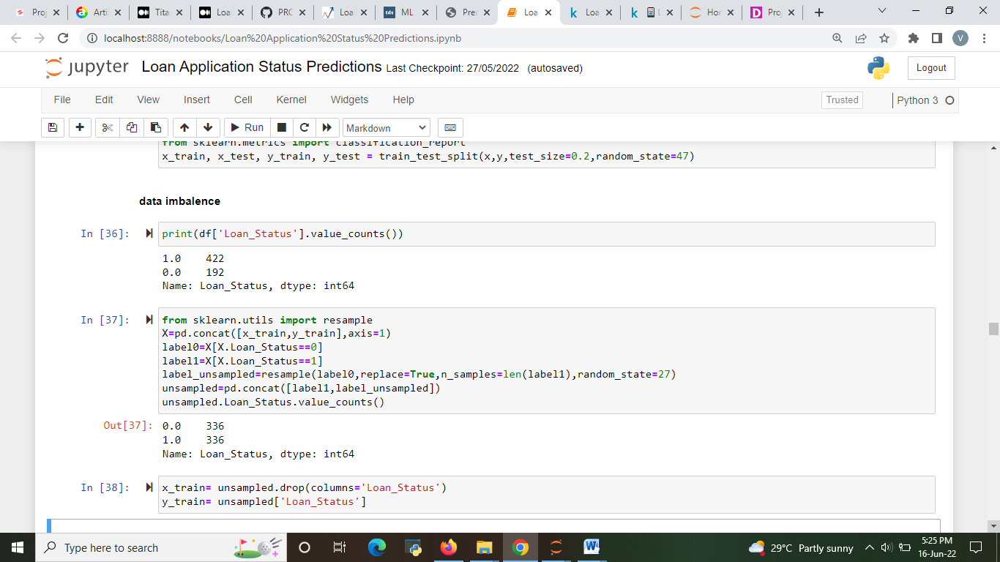 Proj
Arti
Tita
Loa
PRO
Loa
tds ML
Pred
Loa
k Loa
k L
Hor
D Proj
localhost:8888/notebooks/Loan%20Application%20Status%20Predictions.ipynb
V
jupyter Loan Application Status Predictions Last Checkpoint: 27/05/2022 (autosaved)
Logout
File Edit View Insert Cell Kernel Widgets Help
Trusted
Python 3
Run
Markdown
from sklearn.metrics import classification_report
x_train, x_test, y_train, y_test = train_test_split(x,y,test_size=0.2,random_state=47)
data imbalence
In [36]: print(df['Loan_Status'].value_counts())
1.0    422
0.0    192
Name: Loan_Status, dtype: int64
In [37]: from sklearn.utils import resample
X=pd.concat([x_train,y_train],axis=1)
label0=X[X.Loan_Status==0]
label1=X[X.Loan_Status==1]
label_unsampled=resample(label0,replace=True,n_samples=len(label1),random_state=27)
unsampled=pd.concat([label1,label_unsampled])
unsampled.Loan_Status.value_counts()
Out[37]: 0.0    336
1.0    336
Name: Loan_Status, dtype: int64
In [38]: x_train= unsampled.drop(columns='Loan_Status')
y_train= unsampled['Loan_Status']
Type here to search
29°C Partly sunny
5:25 PM
16-Jun-22